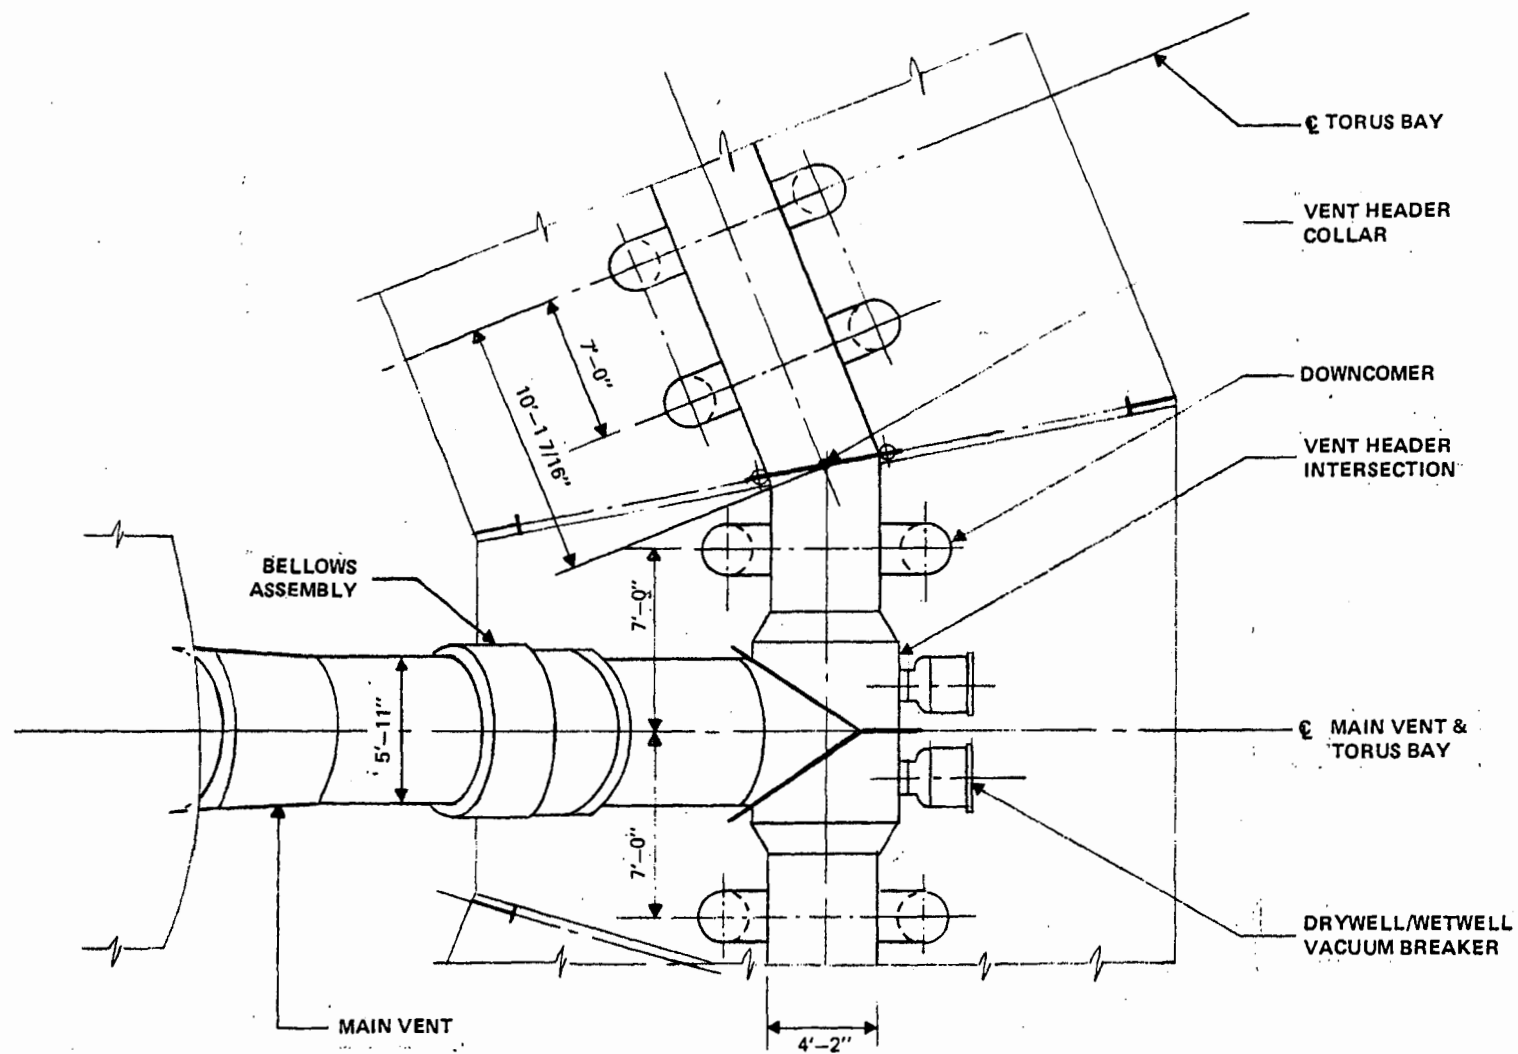 ℄ TORUS BAY
VENT HEADER
COLLAR
7'-0"
10'-1 7/16"
DOWNCOMER
VENT HEADER
INTERSECTION
BELLOWS
ASSEMBLY
7'-0"
5'-11"
℄ MAIN VENT &
TORUS BAY
7'-0"
DRYWELL/WETWELL
VACUUM BREAKER
MAIN VENT
4'-2"